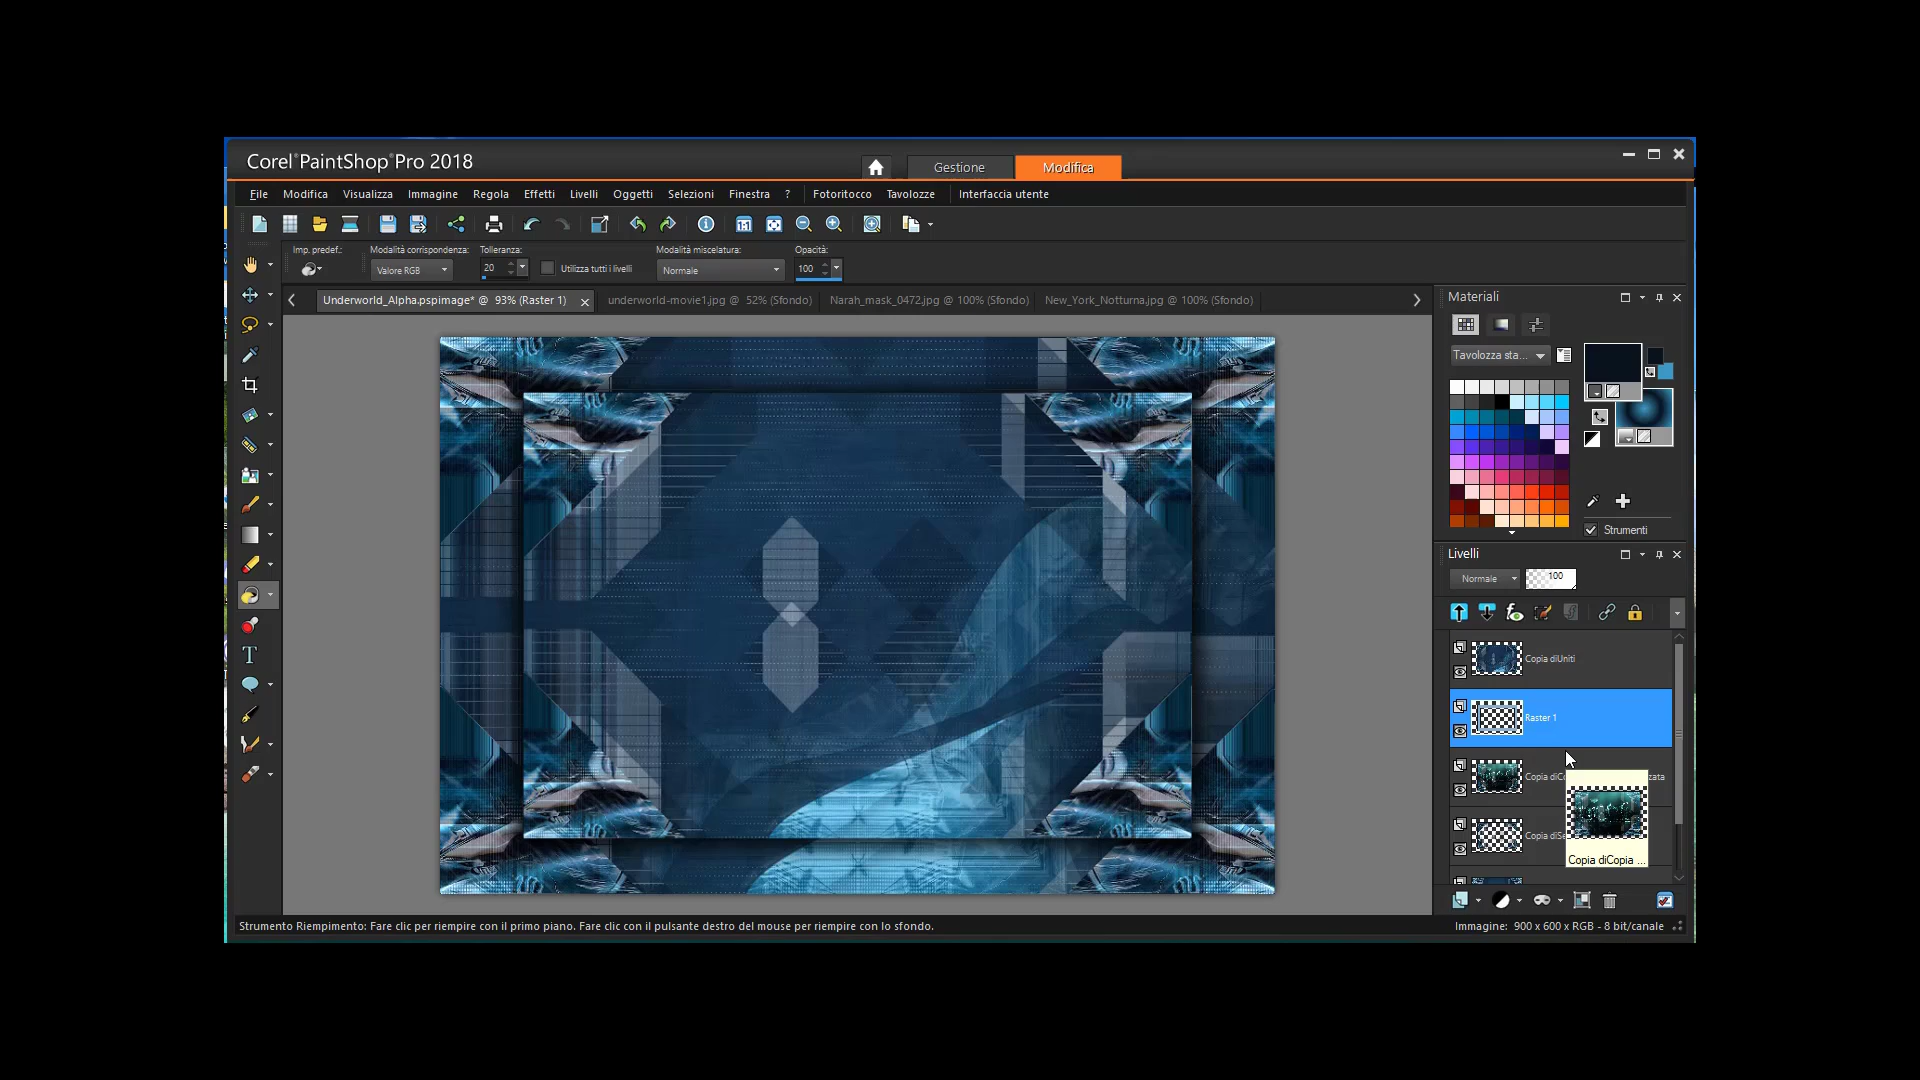 Corel®PaintShop®Pro 2018
Gestione
Modifica
File Modifica Visualizza Immagine Regola Effetti Livelli Oggetti Selezioni Finestra ? Fotoritocco Tavolozze Interfaccia utente
Imp. predef.: Modalità corrispondenza: Tolleranza: Modalità miscelatura: Opacità:
Valore RGB 20 Utilizza tutti i livelli Normale 100
Underworld_Alpha.pspimage* @ 93% (Raster 1) underworld-movie1.jpg @ 52% (Sfondo) Narah_mask_0472.jpg @ 100% (Sfondo) New_York_Notturna.jpg @ 100% (Sfondo)
Materiali
Tavolozza sta...
Strumenti
Livelli
Normale 100
Copia diUniti
Raster 1
Copia diCo zata
Copia diSe
Copia diCopia ...
Strumento Riempimento: Fare clic per riempire con il primo piano. Fare clic con il pulsante destro del mouse per riempire con lo sfondo.
Immagine: 900 x 600 x RGB - 8 bit/canale